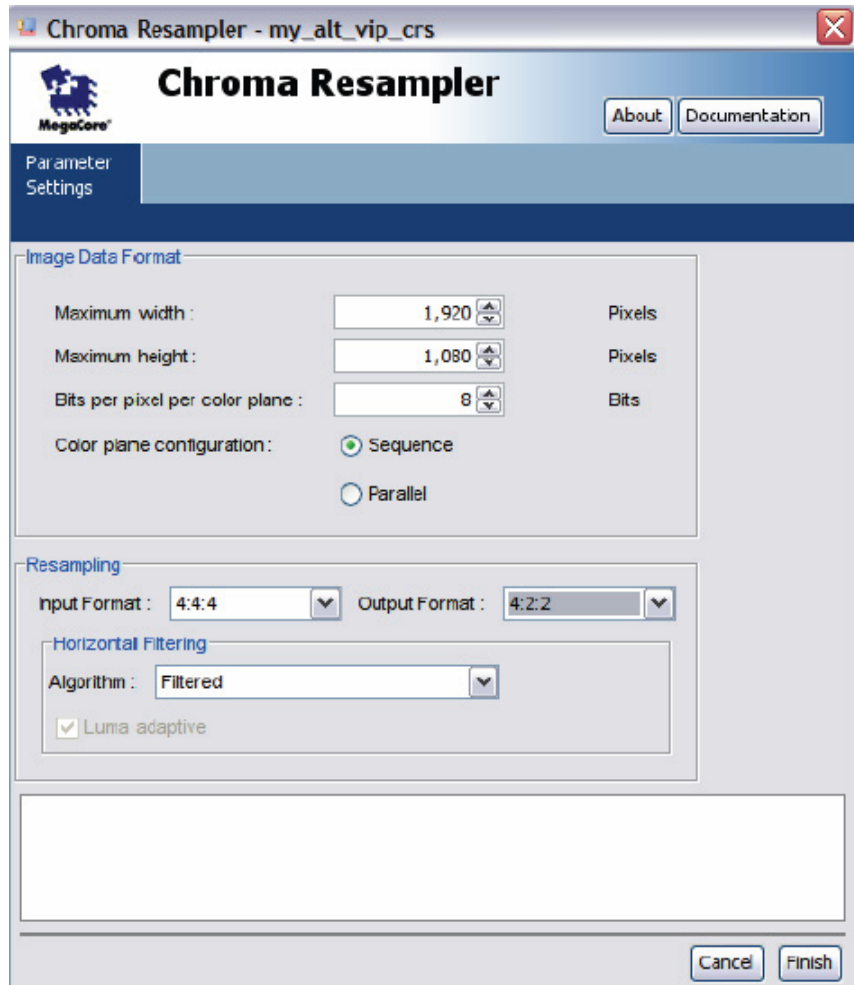 Chroma Resampler - my_alt_vip_crs
MegaCore®
Chroma Resampler
About
Documentation
Parameter
Settings
Image Data Format
Maximum width :
1,920
Pixels
Maximum height :
1,080
Pixels
Bits per pixel per color plane :
8
Bits
Color plane configuration :
Sequence
Parallel
Resampling
Input Format :
4:4:4
Output Format :
4:2:2
Horizontal Filtering
Algorithm :
Filtered
Luma adaptive
Cancel
Finish